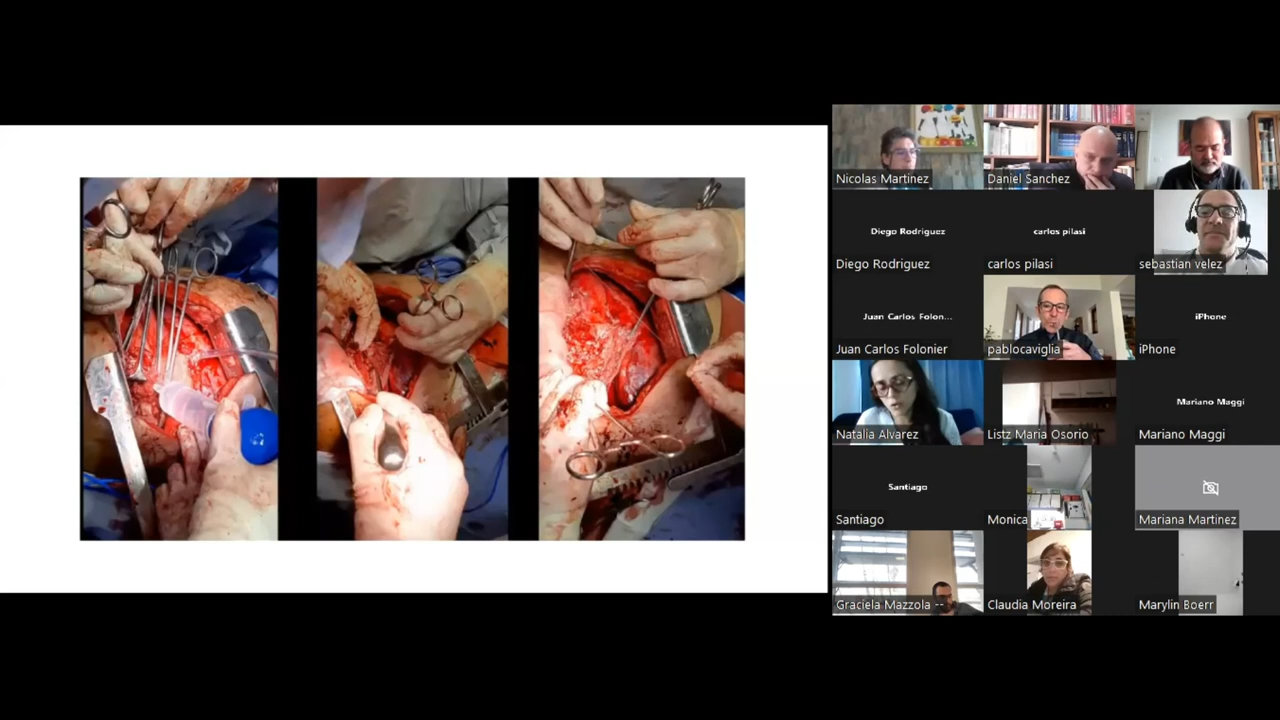 Nicolas Martinez
Daniel Sanchez
Diego Rodriguez
carlos pilasi
Diego Rodriguez
carlos pilasi
sebastian velez
Juan Carlos Folon...
iPhone
Juan Carlos Folonier
pablocaviglia
iPhone
Mariano Maggi
Natalia Alvarez
Listz Maria Osorio
Mariano Maggi
Santiago
Santiago
Monica
Mariana Martinez
Graciela Mazzola --
Claudia Moreira
Marylin Boerr